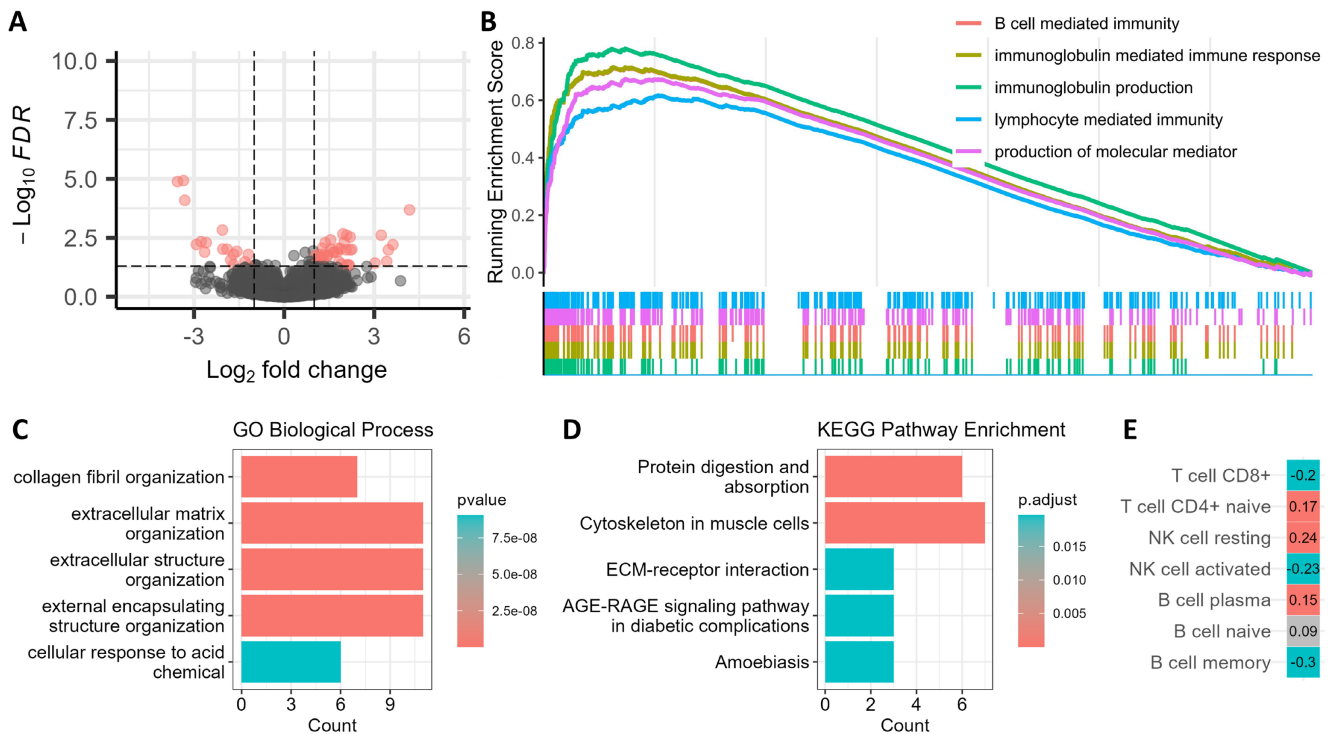 A
10.0
7.5
5.0
2.5
0.0
− Log10 FDR
-3
0
3
6
Log2 fold change
B
B cell mediated immunity
immunoglobulin mediated immune response
immunoglobulin production
lymphocyte mediated immunity
production of molecular mediator
0.8
0.6
0.4
0.2
0.0
Running Enrichment Score
C
GO Biological Process
collagen fibril organization
extracellular matrix
organization
extracellular structure
organization
external encapsulating
structure organization
cellular response to acid
chemical
0
3
6
9
Count
pvalue
7.5e-08
5.0e-08
2.5e-08
D
KEGG Pathway Enrichment
Protein digestion and
absorption
Cytoskeleton in muscle cells
ECM-receptor interaction
AGE-RAGE signaling pathway
in diabetic complications
Amoebiasis
0
2
4
6
Count
p.adjust
0.015
0.010
0.005
E
T cell CD8+ -0.2
T cell CD4+ naive 0.17
NK cell resting 0.24
NK cell activated -0.23
B cell plasma 0.15
B cell naive 0.09
B cell memory -0.3